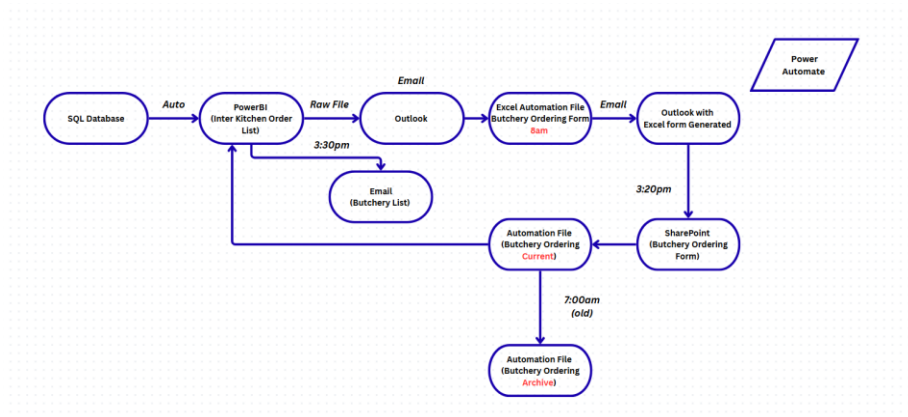 Power
Automate
Email
SQL Database
Auto
PowerBI
(Inter Kitchen Order
List)
Raw File
Outlook
Excel Automation File
Butchery Ordering Form
8am
Email
Outlook with
Excel form Generated
3:30pm
Email
(Butchery List)
3:20pm
Automation File
(Butchery Ordering
Current)
SharePoint
(Butchery Ordering
Form)
7:00am
(old)
Automation File
(Butchery Ordering
Archive)